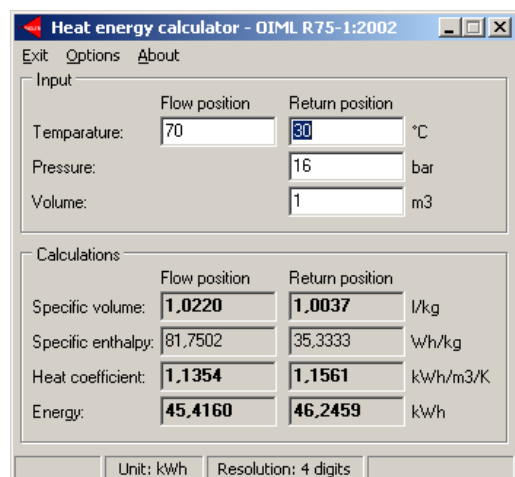 Heat energy calculator - OIML R75-1:2002
Exit Options About
Input
Flow position Return position
Temparature: 70 30 °C
Pressure: 16 bar
Volume: 1 m3
Calculations
Flow position Return position
Specific volume: 1,0220 1,0037 l/kg
Specific enthalpy: 81,7502 35,3333 Wh/kg
Heat coefficient: 1,1354 1,1561 kWh/m3/K
Energy: 45,4160 46,2459 kWh
Unit: kWh Resolution: 4 digits